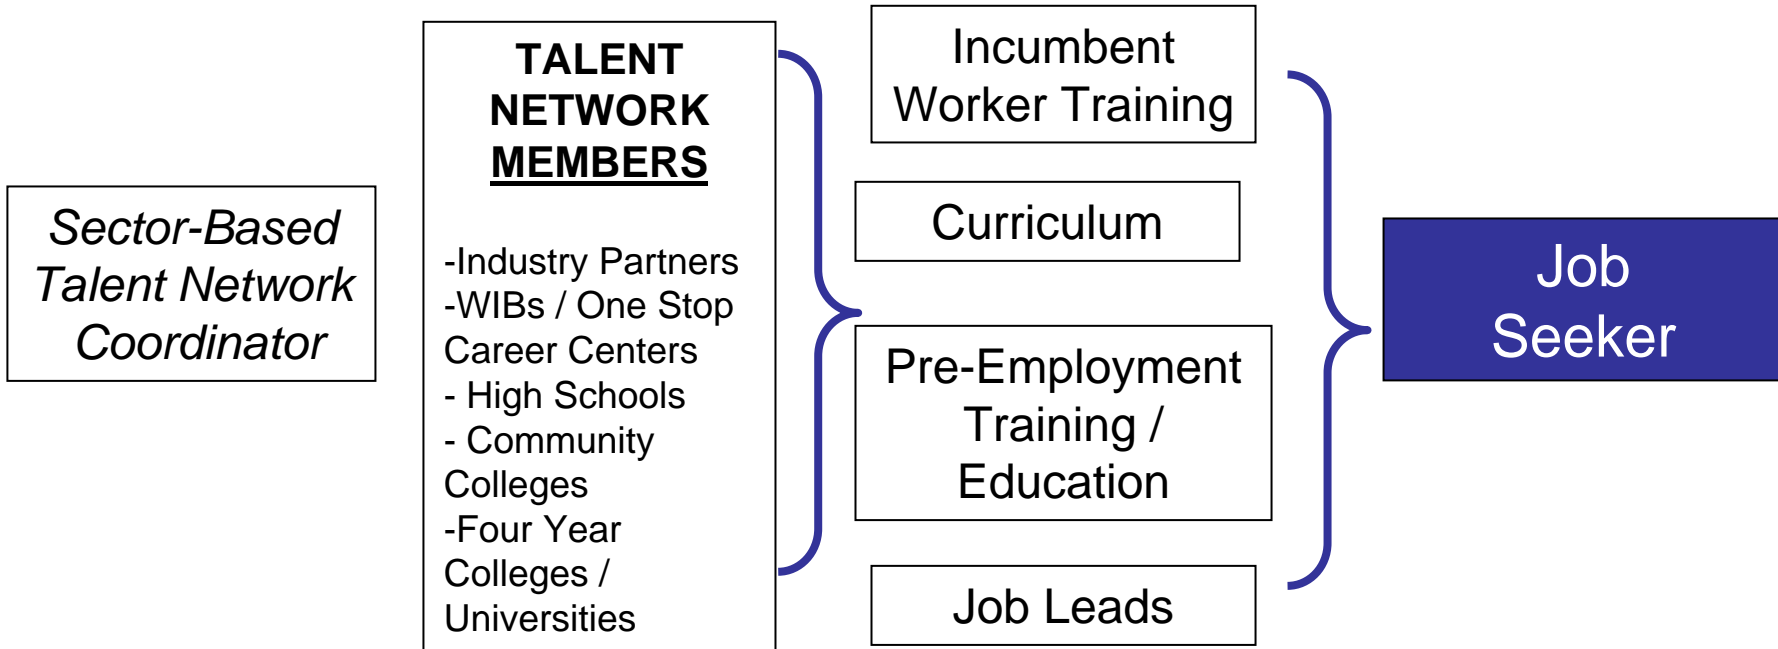 Sector-Based
Talent Network
Coordinator
TALENT
NETWORK
MEMBERS
-Industry Partners
-WIBs / One Stop
Career Centers
- High Schools
- Community
Colleges
-Four Year
Colleges /
Universities
Incumbent
Worker Training
Curriculum
Pre-Employment
Training /
Education
Job Leads
Job
Seeker